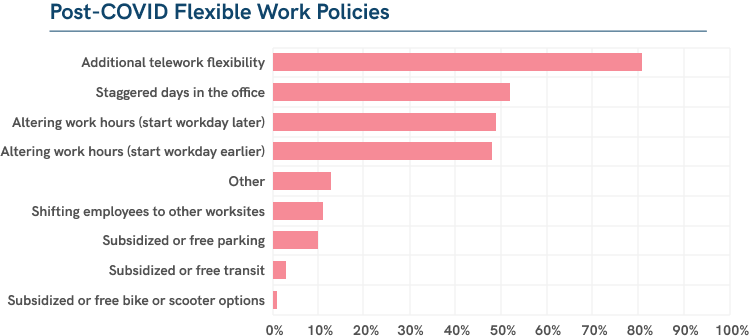 Post-COVID Flexible Work Policies
Additional telework flexibility
Staggered days in the office
Altering work hours (start workday later)
Altering work hours (start workday earlier)
Other
Shifting employees to other worksites
Subsidized or free parking
Subsidized or free transit
Subsidized or free bike or scooter options
0% 10% 20% 30% 40% 50% 60% 70% 80% 90% 100%